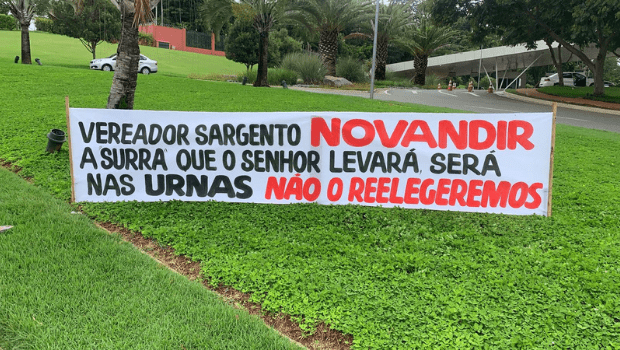 VEREADOR SARGENTO NOVANDIR
A SURRA QUE O SENHOR LEVARÁ, SERÁ
NAS URNAS NÃO O REELEGEREMOS